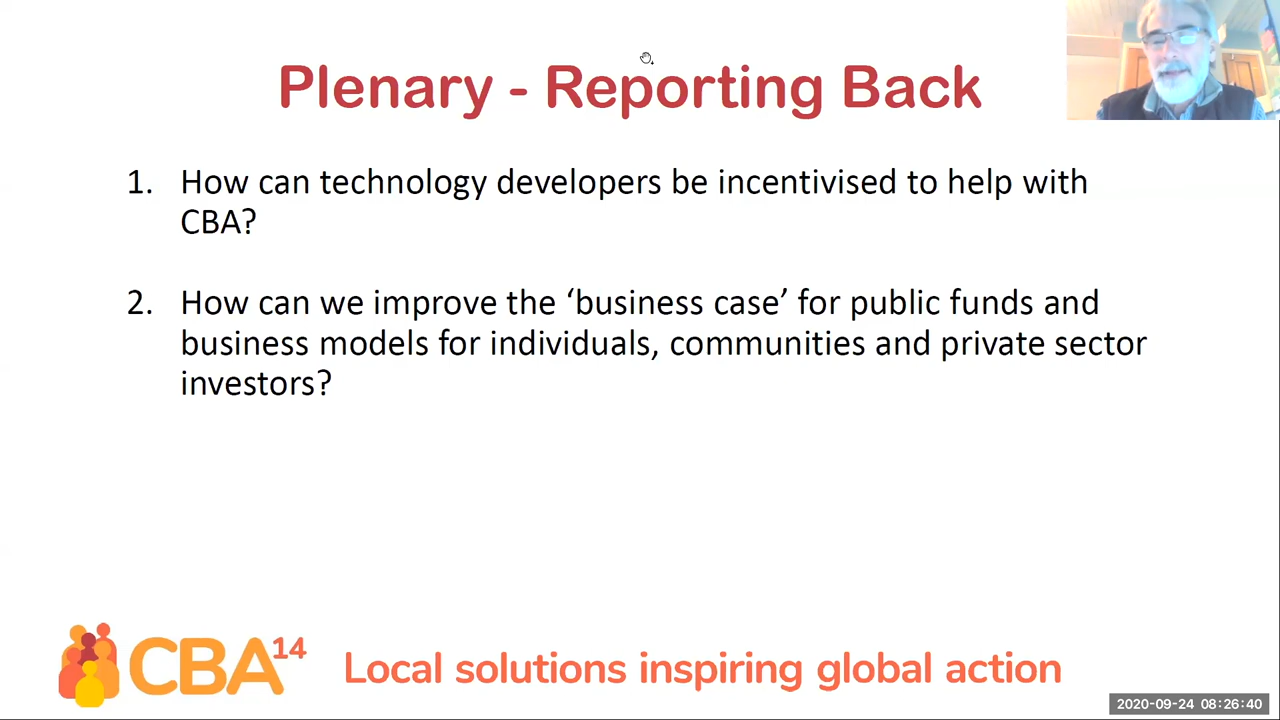 Plenary - Reporting Back
1. How can technology developers be incentivised to help with
CBA?
2. How can we improve the ‘business case’ for public funds and
business models for individuals, communities and private sector
investors?
CBA14
Local solutions inspiring global action
2020-09-24 08:26:40